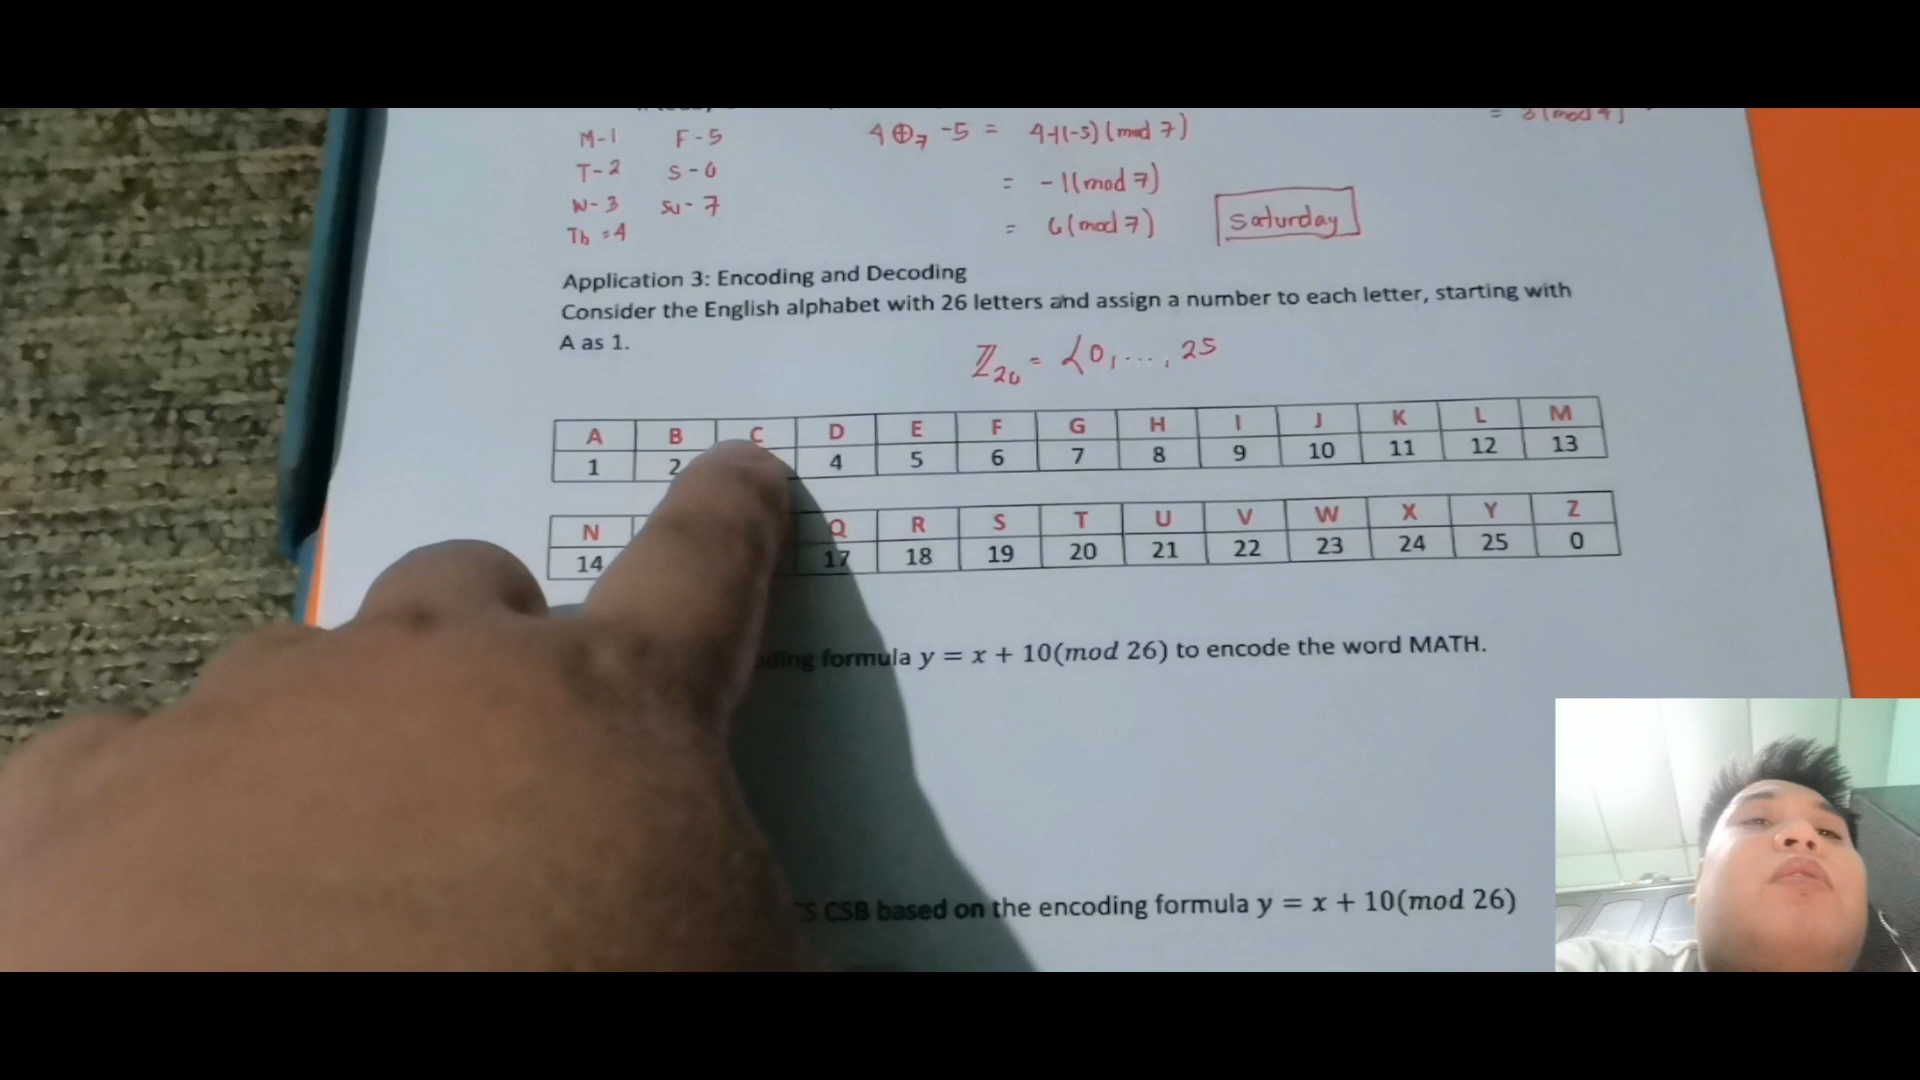 M-1 F-5 4 ⊕7 -5 = 4+(-5) (mod 7)
T-2 S-6 = -1 (mod 7)
W-3 Su-7 = 6 (mod 7) Saturday
Th =4
Application 3: Encoding and Decoding
Consider the English alphabet with 26 letters and assign a number to each letter, starting with
A as 1.
Z26 = {0, ..., 25
A B C D E F G H I J K L M
1 2 4 5 6 7 8 9 10 11 12 13
N Q R S T U V W X Y Z
14 17 18 19 20 21 22 23 24 25 0
formula y = x + 10(mod 26) to encode the word MATH.
CSB based on the encoding formula y = x + 10(mod 26)